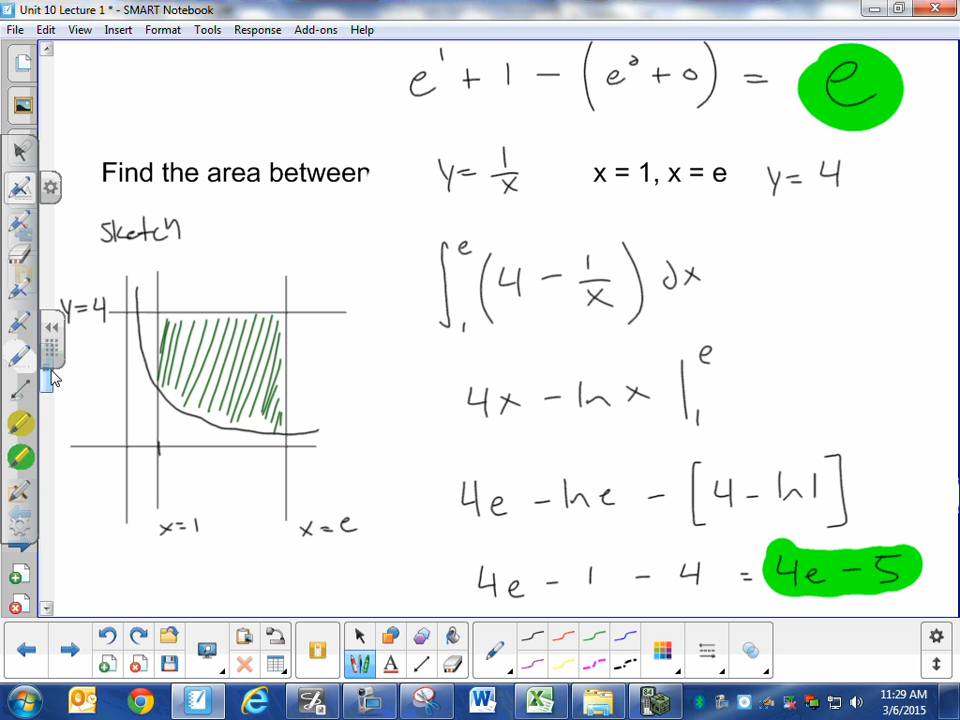 Unit 10 Lecture 1 * - SMART Notebook
File Edit View Insert Format Tools Response Add-ons Help
e¹ + 1 - (e⁰ + 0) = e
Find the area between y = 1/x x = 1, x = e y = 4
sketch
y=4
x=1
x=e
∫₁ᵉ (4 - 1/x) dx
4x - ln x |₁ᵉ
4e - ln e - [4 - ln 1]
4e - 1 - 4 = 4e - 5
A
84
11:29 AM
3/6/2015